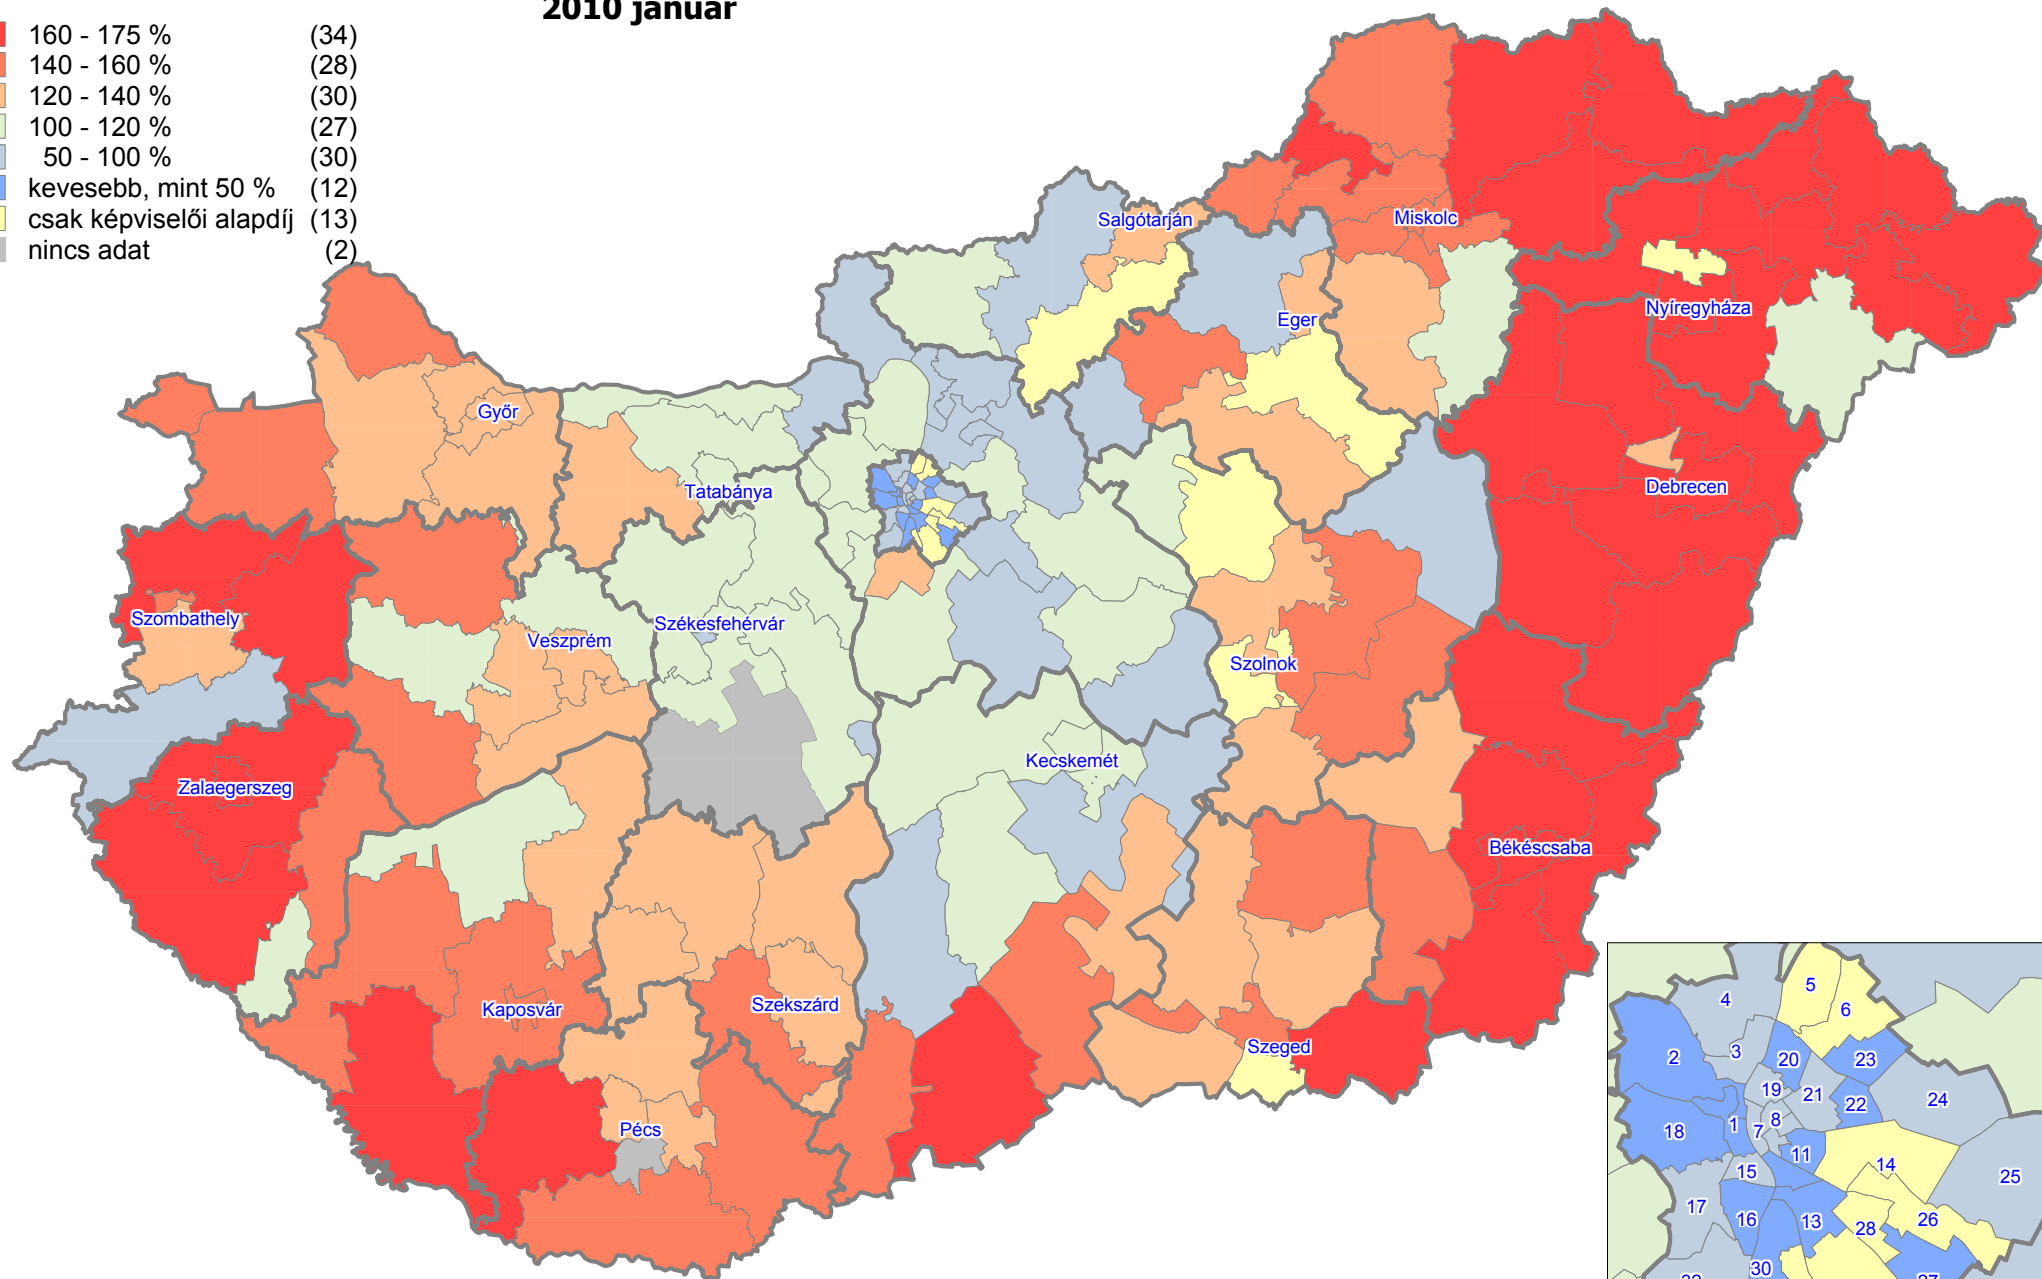 2010 január
160 - 175 % (34)
140 - 160 % (28)
120 - 140 % (30)
100 - 120 % (27)
50 - 100 % (30)
kevesebb, mint 50 % (12)
csak képviselői alapdíj (13)
nincs adat (2)
Salgótarján
Miskolc
Nyíregyháza
Eger
Győr
Tatabánya
Debrecen
Szombathely
Székesfehérvár
Veszprém
Szolnok
Kecskemét
Zalaegerszeg
Békéscsaba
Szekszárd
Kaposvár
Szeged
Pécs
5
4
6
3
20
23
2
19
21
24
22
8
1
7
18
11
14
15
25
17
16
13
26
28
30